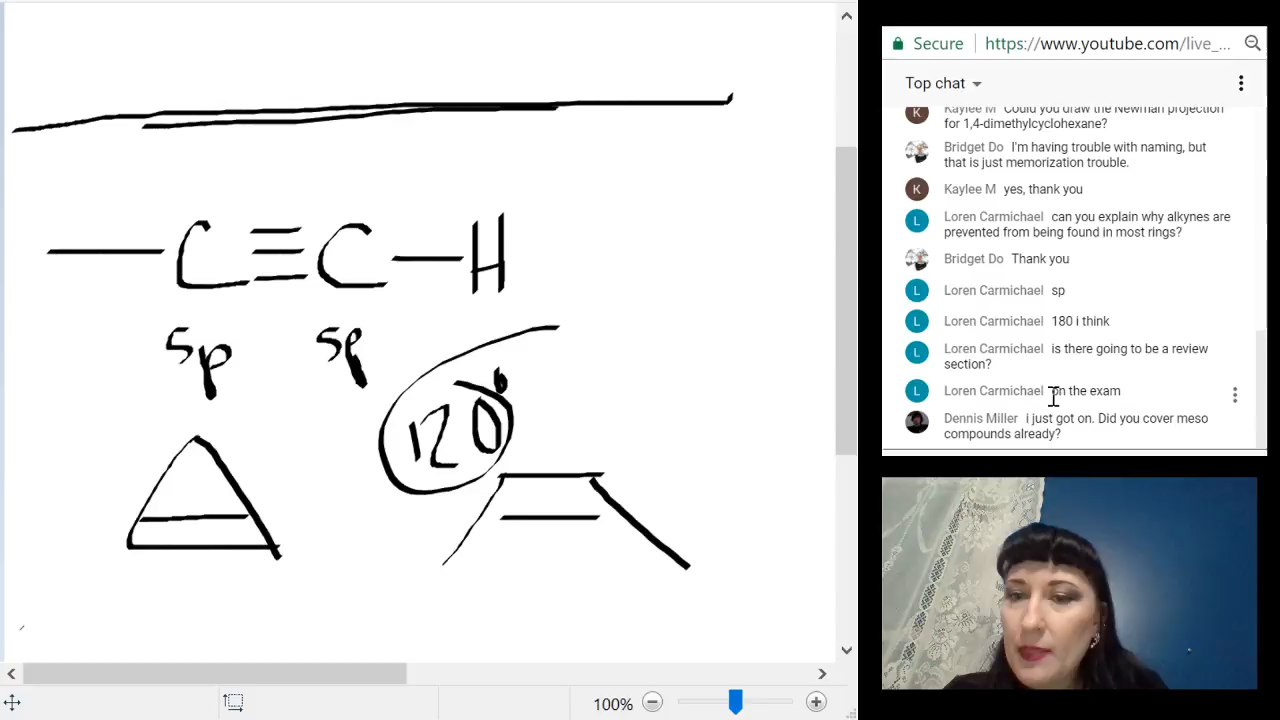 C≡C—H
sp sp
120°
100%
Secure https://www.youtube.com/live_...
Top chat
K Kaylee M Could you draw the Newman projection
for 1,4-dimethylcyclohexane?
Bridget Do I'm having trouble with naming, but
that is just memorization trouble.
K Kaylee M yes, thank you
L Loren Carmichael can you explain why alkynes are
prevented from being found in most rings?
Bridget Do Thank you
L Loren Carmichael sp
L Loren Carmichael 180 i think
L Loren Carmichael is there going to be a review
section?
L Loren Carmichael on the exam
Dennis Miller i just got on. Did you cover meso
compounds already?